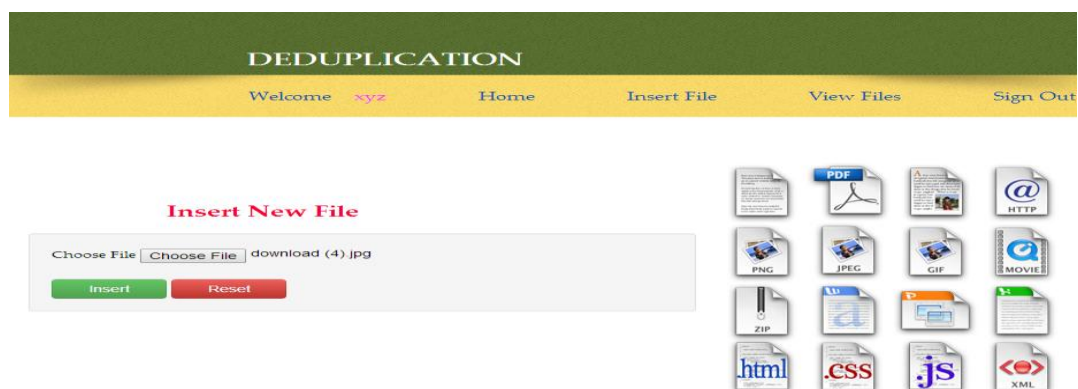 DEDUPLICATION
Welcome xyz Home Insert File View Files Sign Out
Insert New File
Choose File Choose File download (4).jpg
Insert Reset
PDF
@
HTTP
PNG JPEG GIF MOVIE
ZIP
.html .css .js XML